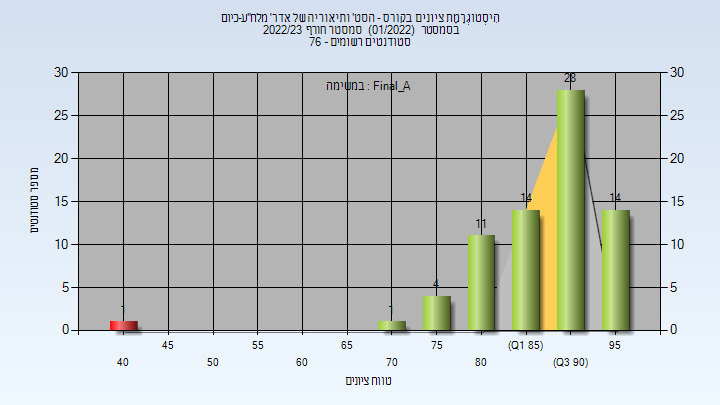 היסטוגרמת ציונים בקורס - הסט' ותיאוריה של אדר' מלח"ע-כיום
בסמסטר (01/2022) סמסטר חורף 2022/23
סטודנטים רשומים - 76
במשימה : Final_A
30 30
25 25
20 20
15 15
10 10
5 5
0 0
מספר סטודנטים
1 1 4 11 14 28 14
45 55 65 75 (Q1 85) 95
40 50 60 70 80 (Q3 90)
טווח ציונים